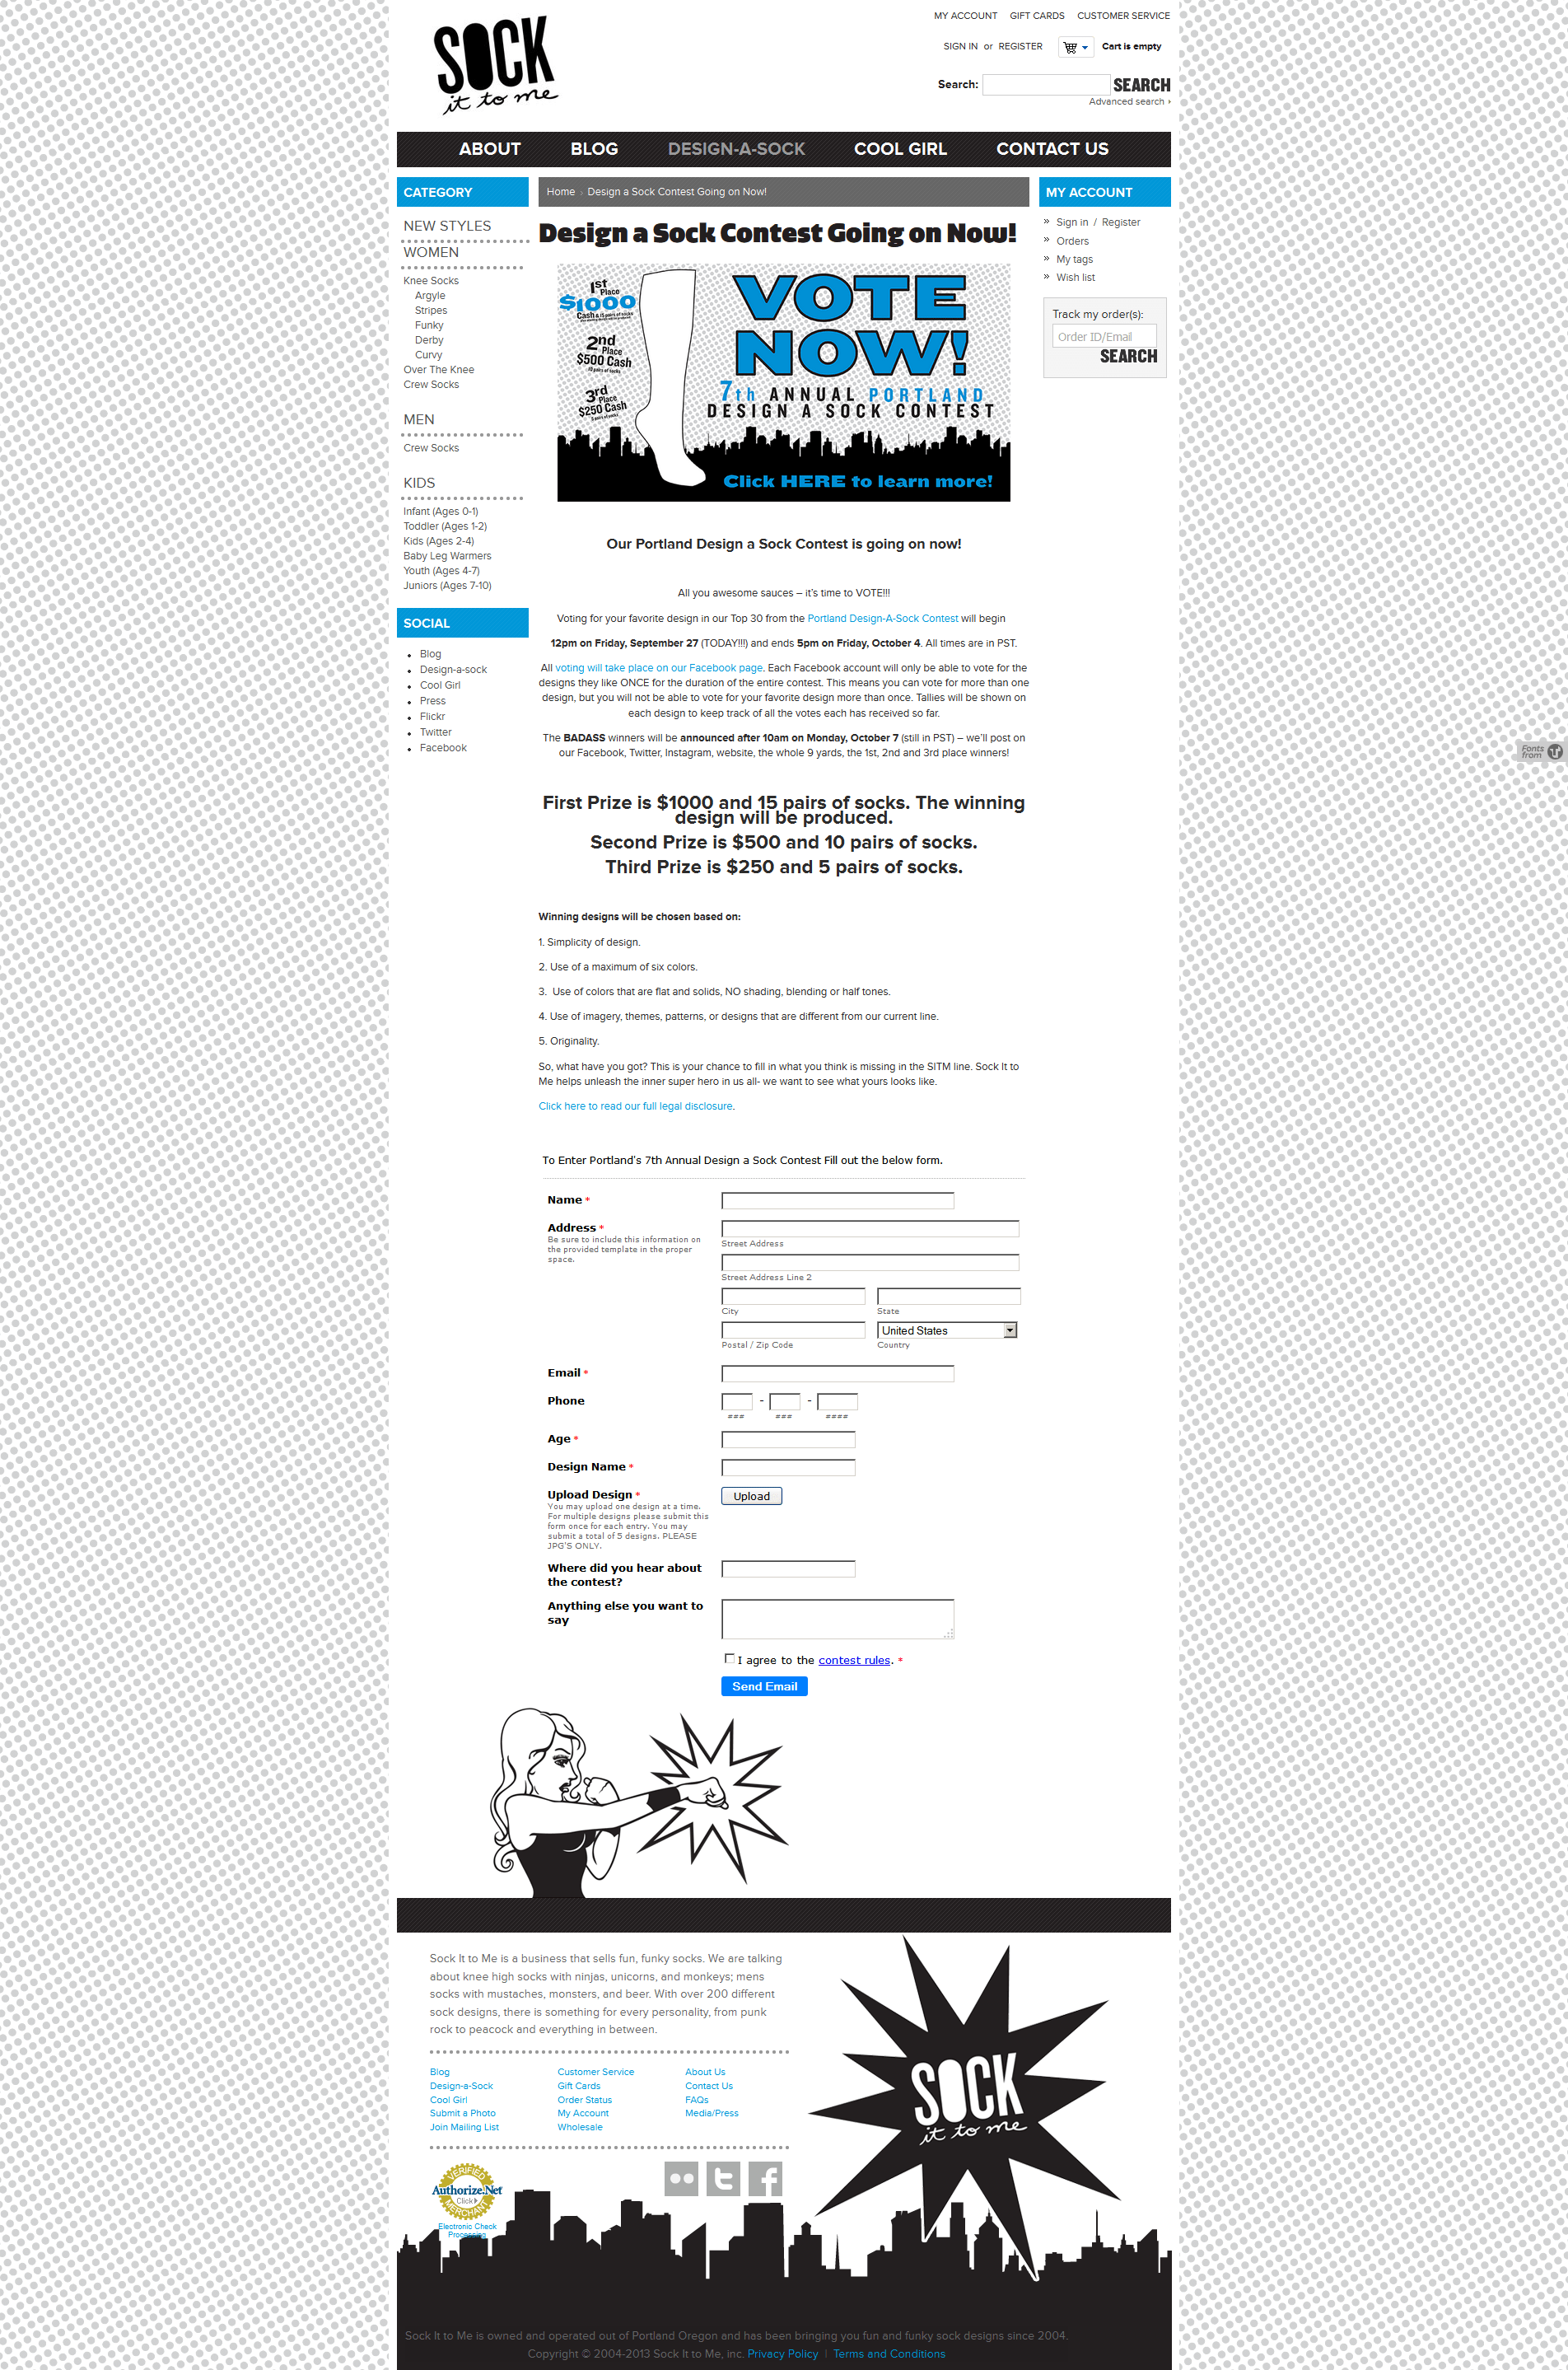 SOCK
it to me
MY ACCOUNT GIFT CARDS CUSTOMER SERVICE
SIGN IN or REGISTER Cart is empty
Search: SEARCH
Advanced search ›
ABOUT BLOG DESIGN-A-SOCK COOL GIRL CONTACT US
CATEGORY
NEW STYLES
WOMEN
Knee Socks
Argyle
Stripes
Funky
Derby
Curvy
Over The Knee
Crew Socks
MEN
Crew Socks
KIDS
Infant (Ages 0-1)
Toddler (Ages 1-2)
Kids (Ages 2-4)
Baby Leg Warmers
Youth (Ages 4-7)
Juniors (Ages 7-10)
SOCIAL
Blog
Design-a-sock
Cool Girl
Press
Flickr
Twitter
Facebook
Home › Design a Sock Contest Going on Now!
Design a Sock Contest Going on Now!
1st
Place
$1000
Cash & 15 pairs of socks
2nd
Place
$500 Cash
10 pairs of socks
3rd
Place
$250 Cash
5 pairs of socks
VOTE
NOW!
7th ANNUAL PORTLAND
DESIGN A SOCK CONTEST
Click HERE to learn more!
Our Portland Design a Sock Contest is going on now!
All you awesome sauces – it's time to VOTE!!!
Voting for your favorite design in our Top 30 from the Portland Design-A-Sock Contest will begin
12pm on Friday, September 27 (TODAY!!!) and ends 5pm on Friday, October 4. All times are in PST.
All voting will take place on our Facebook page. Each Facebook account will only be able to vote for the
designs they like ONCE for the duration of the entire contest. This means you can vote for more than one
design, but you will not be able to vote for your favorite design more than once. Tallies will be shown on
each design to keep track of all the votes each has received so far.
The BADASS winners will be announced after 10am on Monday, October 7 (still in PST) – we'll post on
our Facebook, Twitter, Instagram, website, the whole 9 yards, the 1st, 2nd and 3rd place winners!
First Prize is $1000 and 15 pairs of socks. The winning
design will be produced.
Second Prize is $500 and 10 pairs of socks.
Third Prize is $250 and 5 pairs of socks.
Winning designs will be chosen based on:
1. Simplicity of design.
2. Use of a maximum of six colors.
3. Use of colors that are flat and solids, NO shading, blending or half tones.
4. Use of imagery, themes, patterns, or designs that are different from our current line.
5. Originality.
So, what have you got? This is your chance to fill in what you think is missing in the SITM line. Sock It to
Me helps unleash the inner super hero in us all- we want to see what yours looks like.
Click here to read our full legal disclosure.
To Enter Portland's 7th Annual Design a Sock Contest Fill out the below form.
Name *
Address *
Be sure to include this information on
the provided template in the proper
space.
Street Address
Street Address Line 2
City State
United States
Postal / Zip Code Country
Email *
Phone - -
### ### ####
Age *
Design Name *
Upload Design * Upload
You may upload one design at a time.
For multiple designs please submit this
form once for each entry. You may
submit a total of 5 designs. PLEASE
JPG'S ONLY.
Where did you hear about
the contest?
Anything else you want to
say
I agree to the contest rules. *
Send Email
MY ACCOUNT
» Sign in / Register
» Orders
» My tags
» Wish list
Track my order(s):
Order ID/Email
SEARCH
Fonts
from
Sock It to Me is a business that sells fun, funky socks. We are talking
about knee high socks with ninjas, unicorns, and monkeys; mens
socks with mustaches, monsters, and beer. With over 200 different
sock designs, there is something for every personality, from punk
rock to peacock and everything in between.
Blog Customer Service About Us
Design-a-Sock Gift Cards Contact Us
Cool Girl Order Status FAQs
Submit a Photo My Account Media/Press
Join Mailing List Wholesale
SOCK
it to me
VERIFIED
Authorize.Net
Click
MERCHANT
Electronic Check
Processing
Sock It to Me is owned and operated out of Portland Oregon and has been bringing you fun and funky sock designs since 2004.
Copyright © 2004-2013 Sock It to Me, inc. Privacy Policy | Terms and Conditions